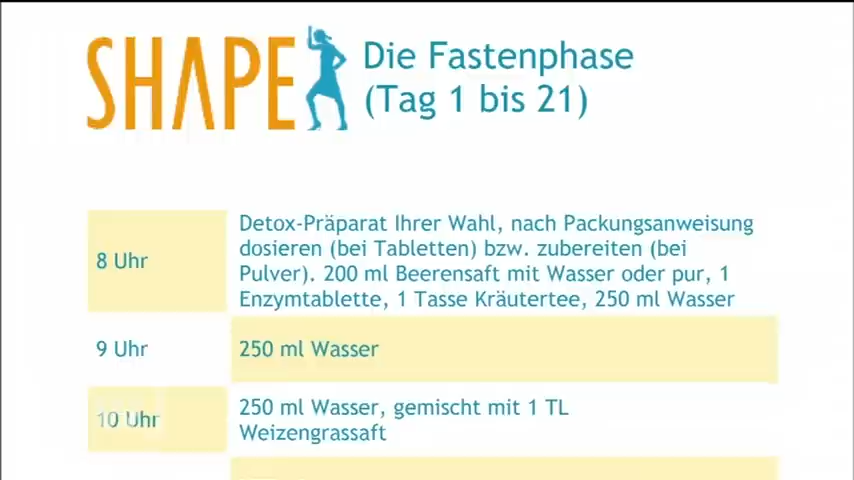 SHAPE
Die Fastenphase
(Tag 1 bis 21)
8 Uhr
Detox-Präparat Ihrer Wahl, nach Packungsanweisung
dosieren (bei Tabletten) bzw. zubereiten (bei
Pulver). 200 ml Beerensaft mit Wasser oder pur, 1
Enzymtablette, 1 Tasse Kräutertee, 250 ml Wasser
9 Uhr
250 ml Wasser
10 Uhr
250 ml Wasser, gemischt mit 1 TL
Weizengrassaft